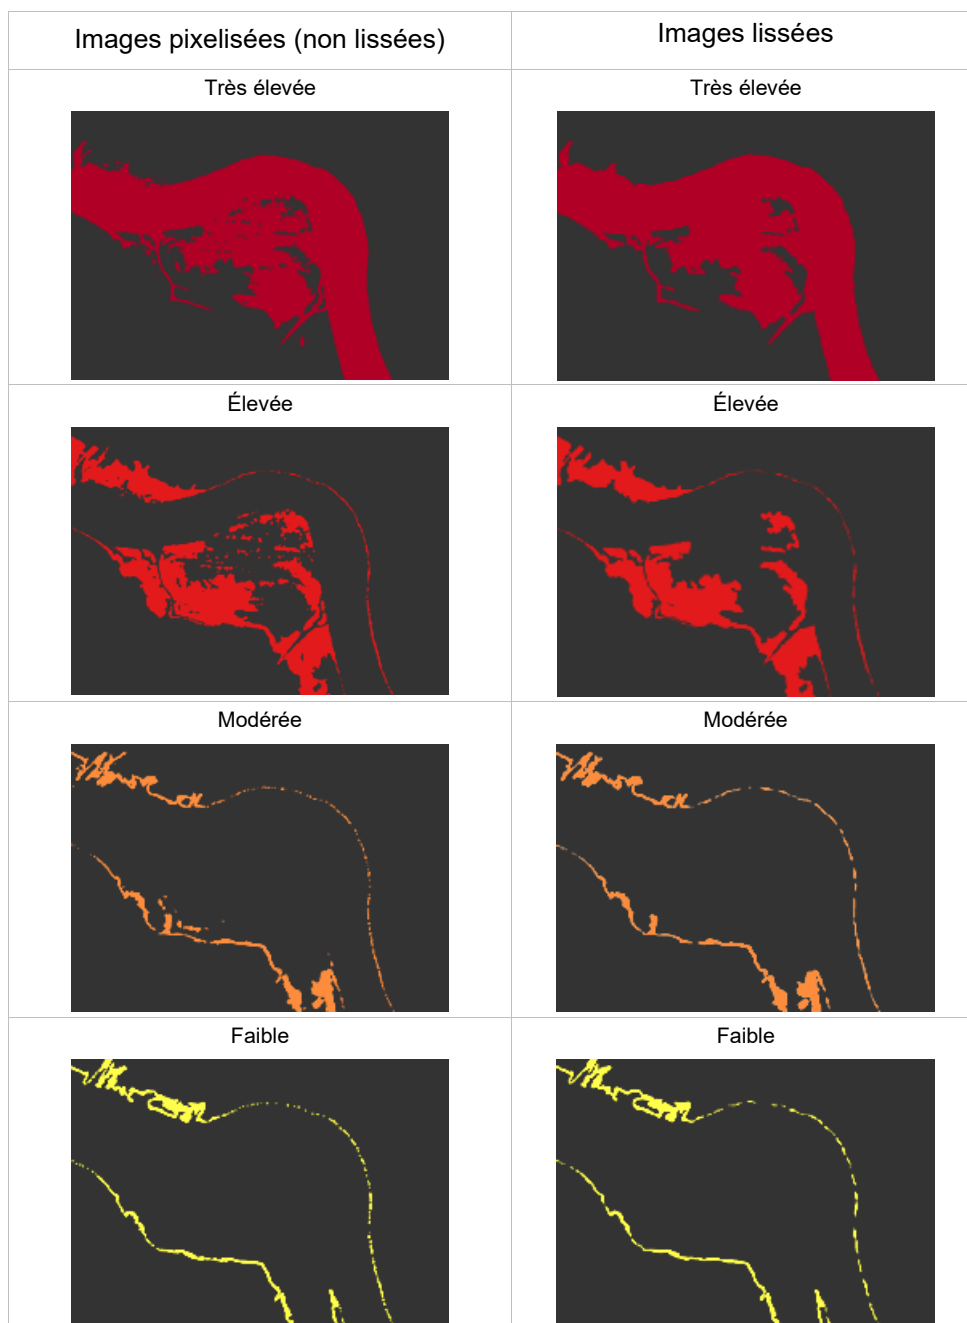 Images pixelisées (non lissées)
Images lissées
Très élevée
Très élevée
Élevée
Élevée
Modérée
Modérée
Faible
Faible